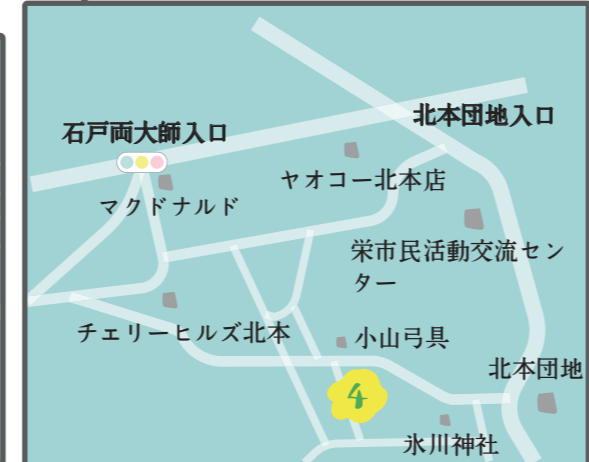 北本団地入口
石戸両大師入口
ヤオコー北本店
マクドナルド
栄市民活動交流セン
ター
チェリーヒルズ北本
小山弓具
北本団地
4
氷川神社